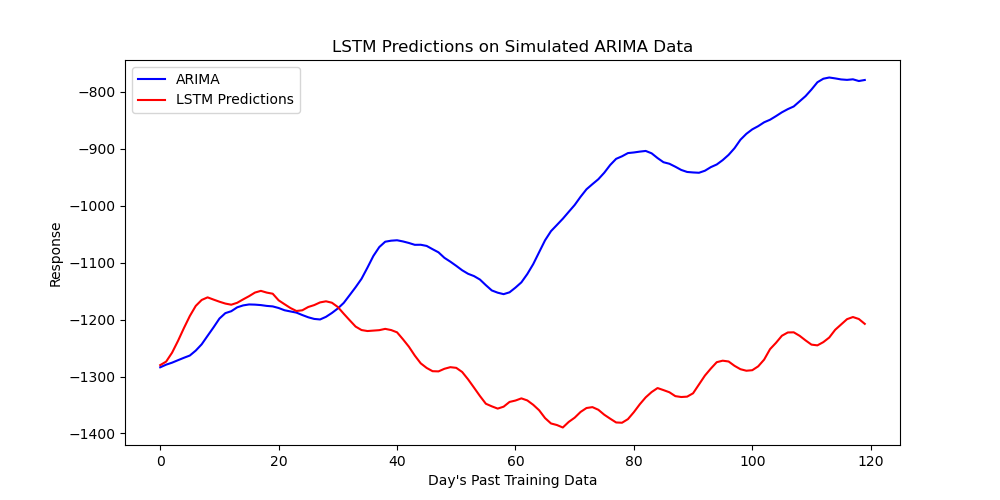 LSTM Predictions on Simulated ARIMA Data
ARIMA
LSTM Predictions
−800
−900
−1000
−1100
−1200
−1300
−1400
Response
0 20 40 60 80 100 120
Day's Past Training Data